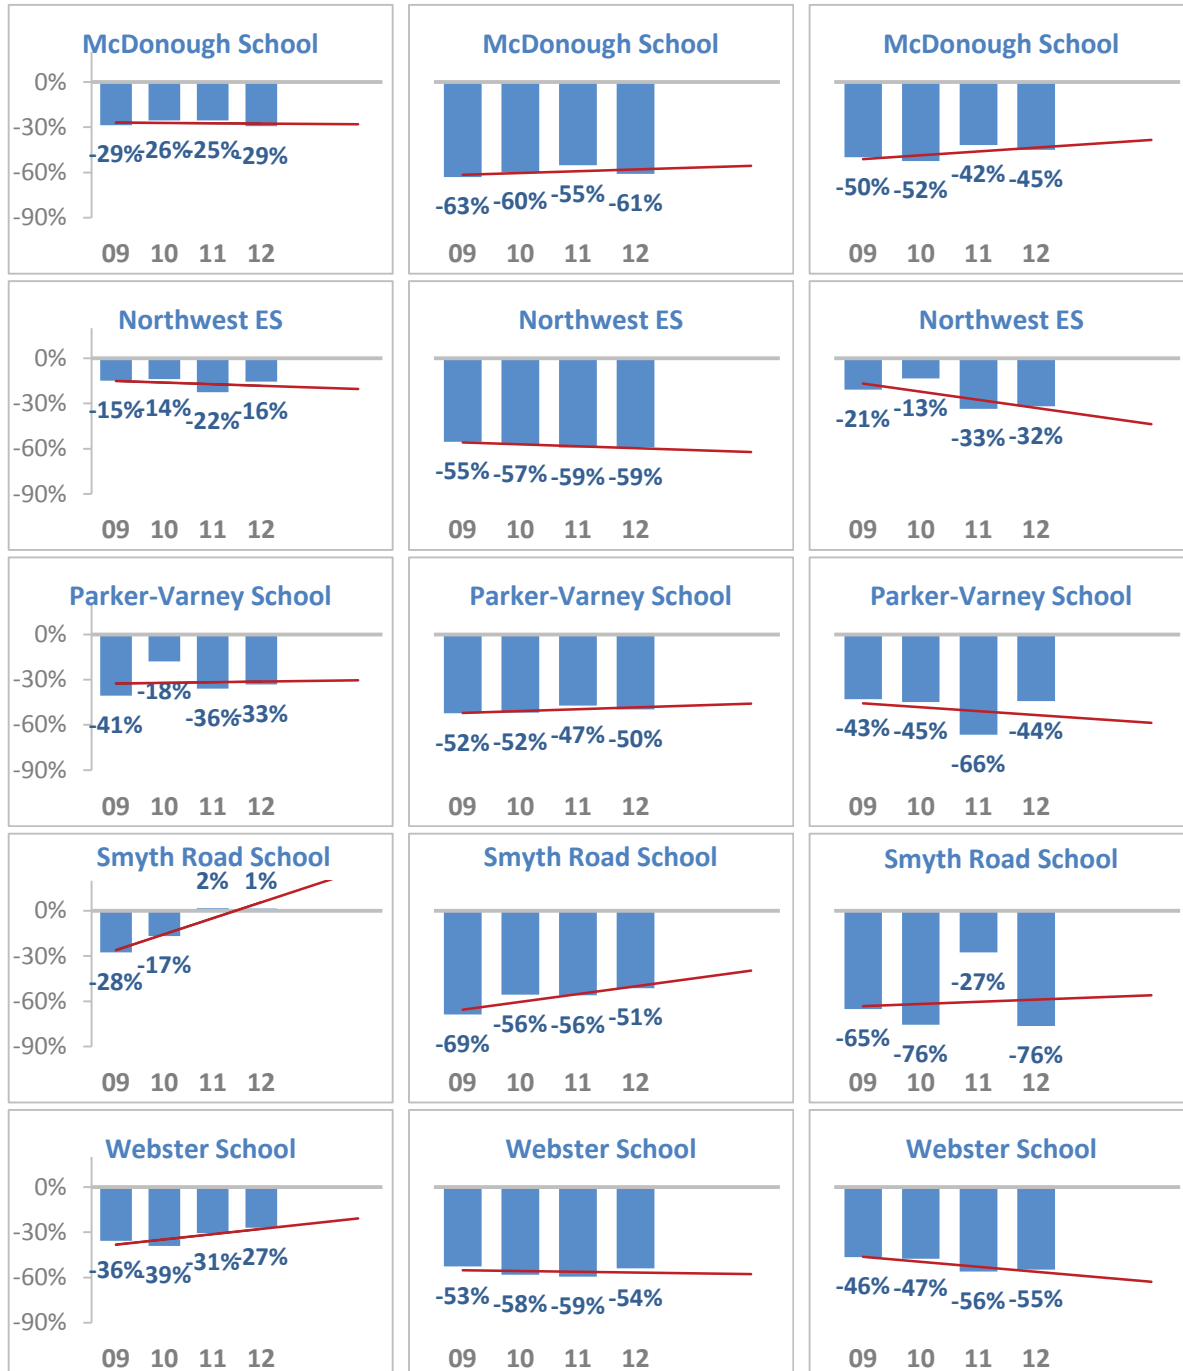 McDonough School
0%
-30%
-60%
-90%
-29% -26% -25% -29%
09 10 11 12
McDonough School
-63% -60% -55% -61%
09 10 11 12
McDonough School
-50% -52% -42% -45%
09 10 11 12
Northwest ES
0%
-30%
-60%
-90%
-15% -14% -22% -16%
09 10 11 12
Northwest ES
-55% -57% -59% -59%
09 10 11 12
Northwest ES
-21% -13% -33% -32%
09 10 11 12
Parker-Varney School
0%
-30%
-60%
-90%
-41% -18% -36% -33%
09 10 11 12
Parker-Varney School
-52% -52% -47% -50%
09 10 11 12
Parker-Varney School
-43% -45% -66% -44%
09 10 11 12
Smyth Road School
0%
-30%
-60%
-90%
-28% -17% 2% 1%
09 10 11 12
Smyth Road School
-69% -56% -56% -51%
09 10 11 12
Smyth Road School
-65% -76% -27% -76%
09 10 11 12
Webster School
0%
-30%
-60%
-90%
-36% -39% -31% -27%
09 10 11 12
Webster School
-53% -58% -59% -54%
09 10 11 12
Webster School
-46% -47% -56% -55%
09 10 11 12